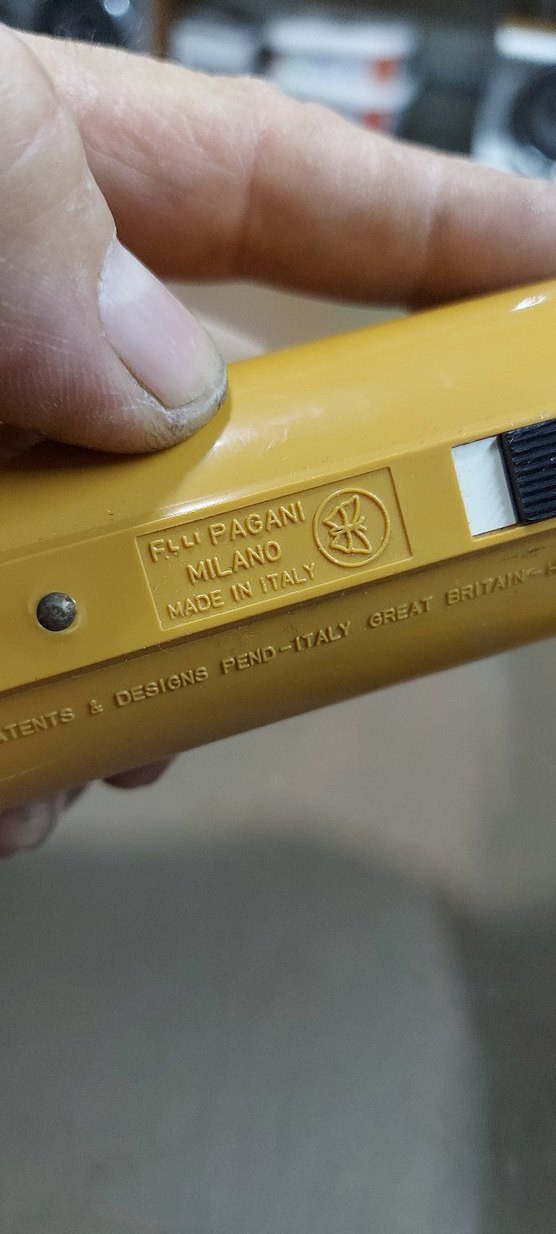 F.lli PAGANI
MILANO
MADE IN ITALY
ATENTS & DESIGNS PEND-ITALY GREAT BRITAIN-